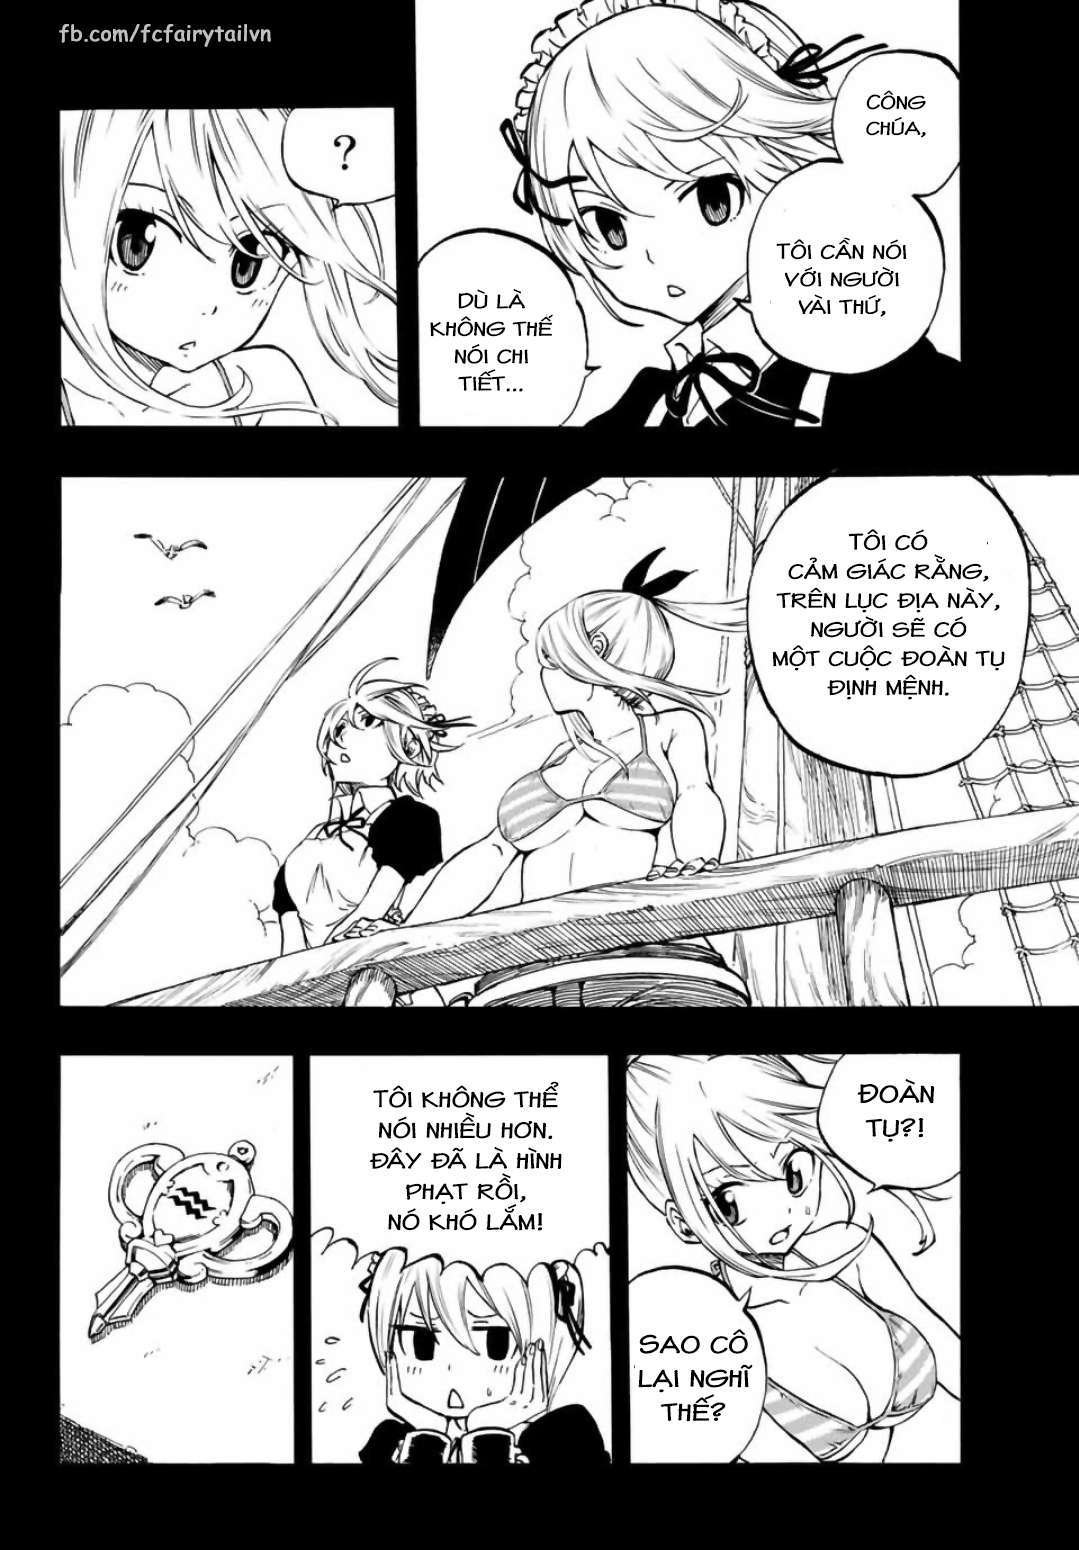 fb.com/fcfairytailvn
CÔNG
CHÚA,
TÔI CẦN NÓI
VỚI NGƯỜI
VÀI THỨ,
DÙ LÀ
KHÔNG THẾ
NÓI CHI
TIẾT...
?
TÔI CÓ
CẢM GIÁC RẰNG,
TRÊN LỤC ĐỊA NÀY,
NGƯỜI SẼ CÓ
MỘT CUỘC ĐOÀN TỤ
ĐỊNH MỆNH.
ĐOÀN
TỤ?!
SAO CÔ
LẠI NGHĨ
THẾ?
TÔI KHÔNG THỂ
NÓI NHIỀU HƠN.
ĐÂY ĐÃ LÀ HÌNH
PHẠT RỒI,
NÓ KHÓ LẮM!